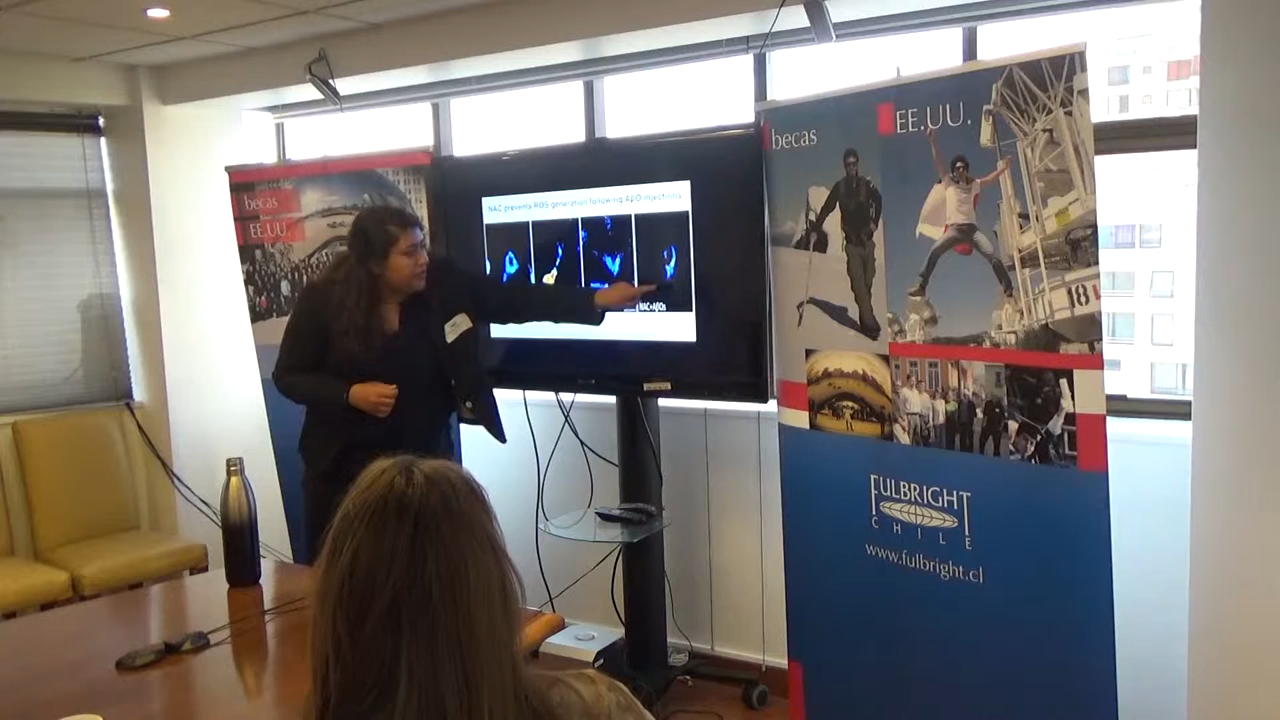 becas
EE.UU.
NAC prevents ROS generation following AβO injections
NAC+AβOs
becas
EE.UU.
18
FULBRIGHT
CHILE
www.fulbright.cl